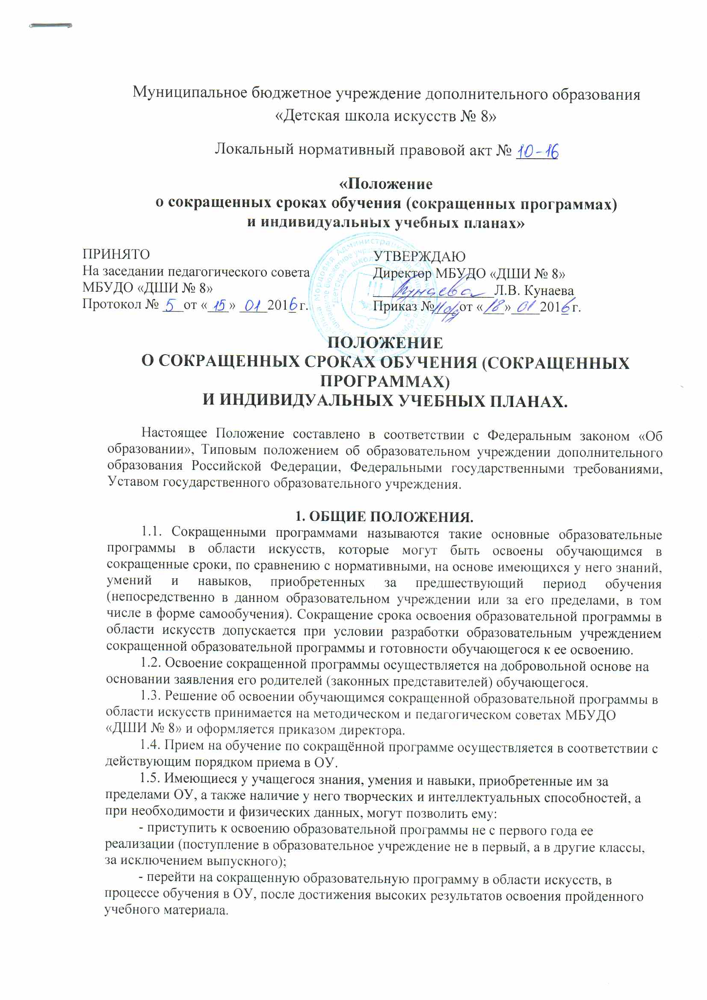 Муниципальное бюджетное учреждение дополнительного образования
«Детская школа искусств № 8»
Локальный нормативный правовой акт № 10-16
«Положение
о сокращенных сроках обучения (сокращенных программах)
и индивидуальных учебных планах»
ПРИНЯТО
На заседании педагогического совета
МБУДО «ДШИ № 8»
Протокол № 5 от «15» 01 2016 г.
УТВЕРЖДАЮ
Директор МБУДО «ДШИ № 8»
Кунаева Л.В. Кунаева
Приказ № 11 о/д от «18» 01 2016 г.
ПОЛОЖЕНИЕ
О СОКРАЩЕННЫХ СРОКАХ ОБУЧЕНИЯ (СОКРАЩЕННЫХ
ПРОГРАММАХ)
И ИНДИВИДУАЛЬНЫХ УЧЕБНЫХ ПЛАНАХ.
Настоящее Положение составлено в соответствии с Федеральным законом «Об
образовании», Типовым положением об образовательном учреждении дополнительного
образования Российской Федерации, Федеральными государственными требованиями,
Уставом государственного образовательного учреждения.
1. ОБЩИЕ ПОЛОЖЕНИЯ.
1.1. Сокращенными программами называются такие основные образовательные
программы в области искусств, которые могут быть освоены обучающимся в
сокращенные сроки, по сравнению с нормативными, на основе имеющихся у него знаний,
умений и навыков, приобретенных за предшествующий период обучения
(непосредственно в данном образовательном учреждении или за его пределами, в том
числе в форме самообучения). Сокращение срока освоения образовательной программы в
области искусств допускается при условии разработки образовательным учреждением
сокращенной образовательной программы и готовности обучающегося к ее освоению.
1.2. Освоение сокращенной программы осуществляется на добровольной основе на
основании заявления его родителей (законных представителей) обучающегося.
1.3. Решение об освоении обучающимся сокращенной образовательной программы в
области искусств принимается на методическом и педагогическом советах МБУДО
«ДШИ № 8» и оформляется приказом директора.
1.4. Прием на обучение по сокращённой программе осуществляется в соответствии с
действующим порядком приема в ОУ.
1.5. Имеющиеся у учащегося знания, умения и навыки, приобретенные им за
пределами ОУ, а также наличие у него творческих и интеллектуальных способностей, а
при необходимости и физических данных, могут позволить ему:
- приступить к освоению образовательной программы не с первого года ее
реализации (поступление в образовательное учреждение не в первый, а в другие классы,
за исключением выпускного);
- перейти на сокращенную образовательную программу в области искусств, в
процессе обучения в ОУ, после достижения высоких результатов освоения пройденного
учебного материала.